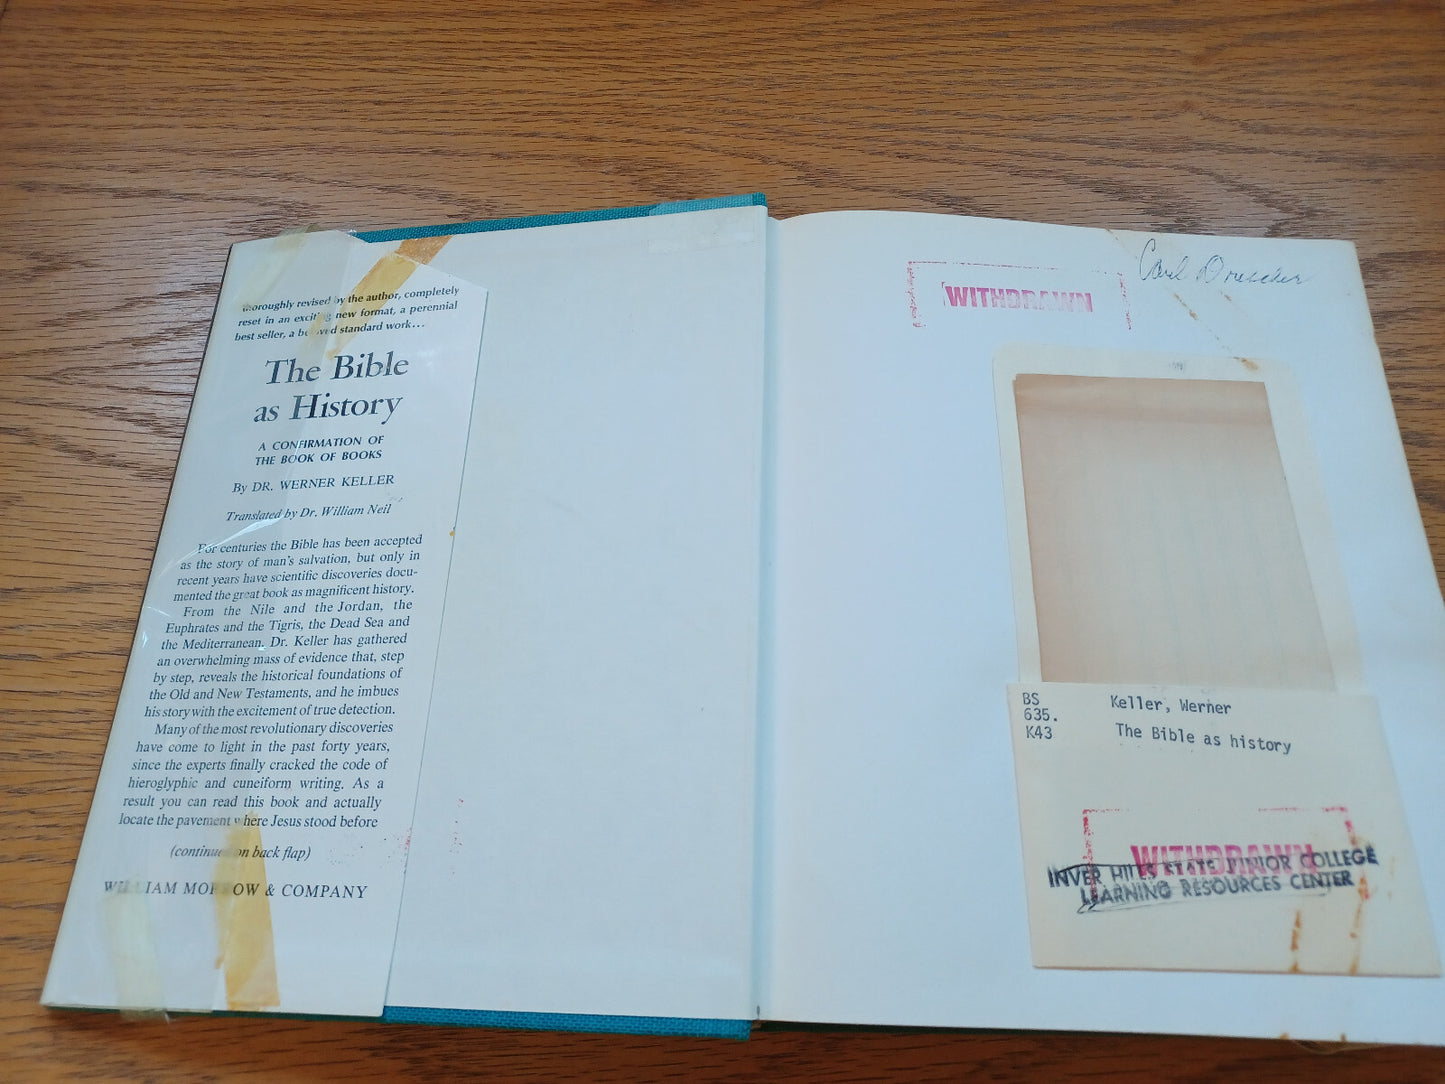 thoroughly revised by the author, completely
reset in an exciting new format, a perennial
best seller, a beloved standard work...
The Bible
as History
A CONFIRMATION OF
THE BOOK OF BOOKS
By DR. WERNER KELLER
Translated by Dr. William Neil
For centuries the Bible has been accepted
as the story of man's salvation, but only in
recent years have scientific discoveries docu-
mented the great book as magnificent history.
From the Nile and the Jordan, the
Euphrates and the Tigris, the Dead Sea and
the Mediterranean, Dr. Keller has gathered
an overwhelming mass of evidence that, step
by step, reveals the historical foundations of
the Old and New Testaments, and he imbues
his story with the excitement of true detection.
Many of the most revolutionary discoveries
have come to light in the past forty years,
since the experts finally cracked the code of
hieroglyphic and cuneiform writing. As a
result you can read this book and actually
locate the pavement where Jesus stood before
(continued on back flap)
WILLIAM MORROW & COMPANY
WITHDRAWN
Carl
BS
635.
K43
Keller, Werner
The Bible as history
WITHDRAWN
INVER HILLS STATE JUNIOR COLLEGE
LEARNING RESOURCES CENTER